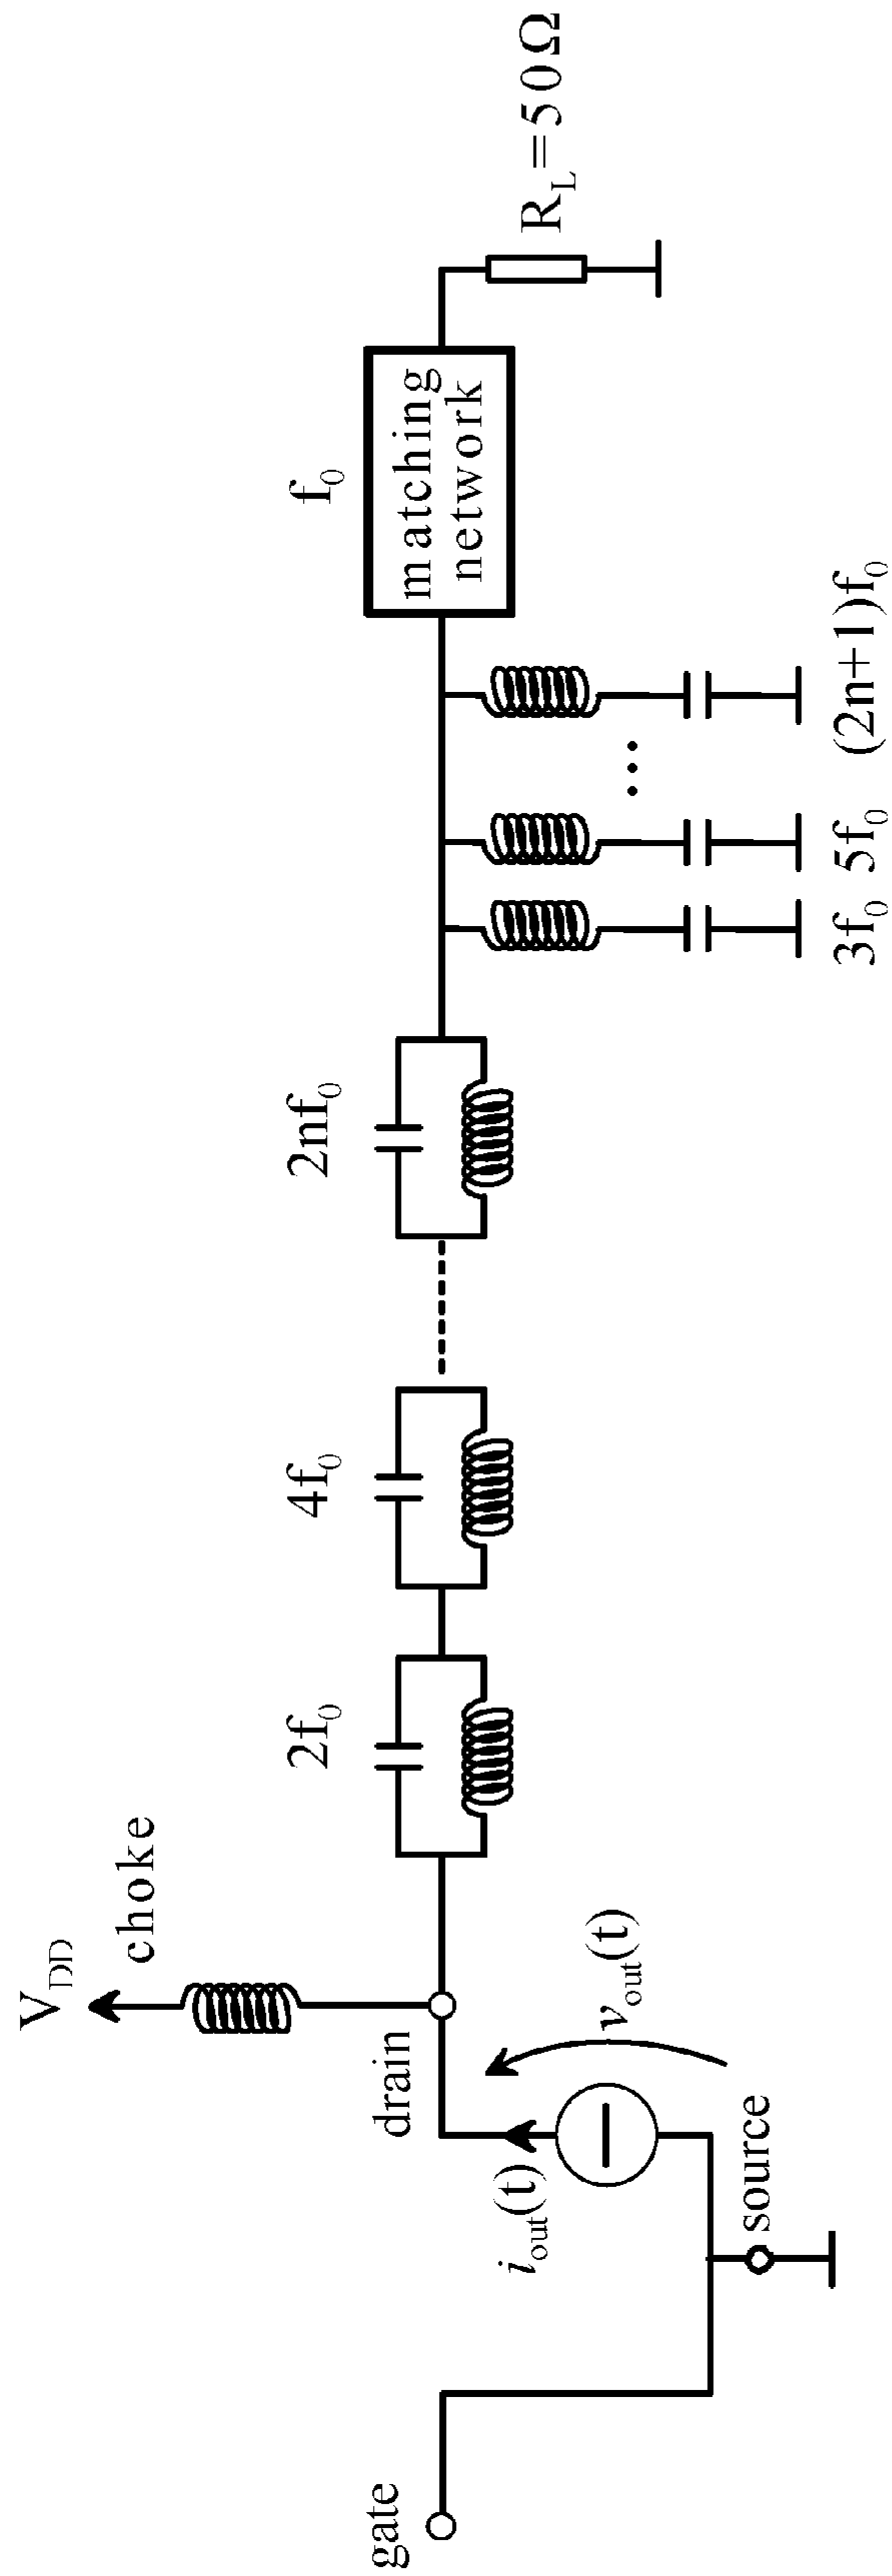 gate
source
i_out(t)
v_out(t)
drain
V_DD
choke
2f_0
4f_0
2nf_0
3f_0
5f_0
(2n+1)f_0
f_0
matching
network
R_L=50Ω